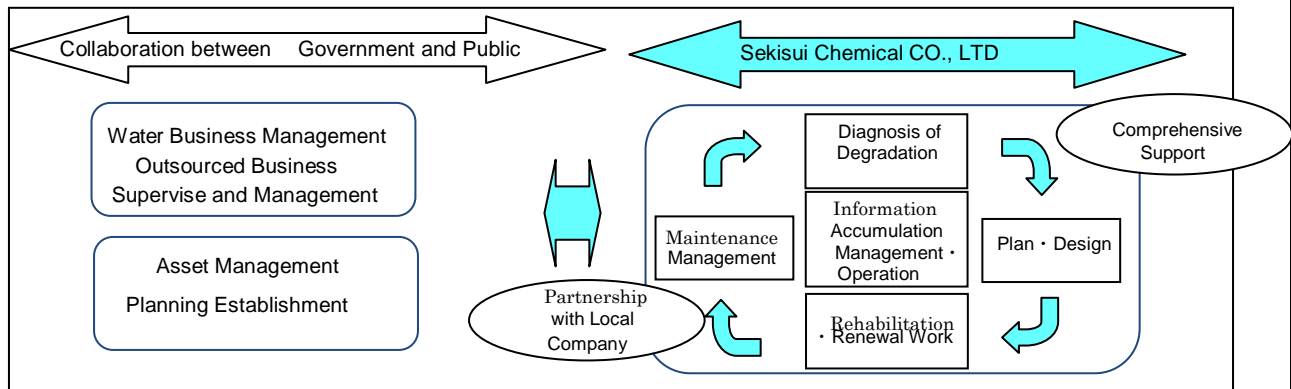 Collaboration between Government and Public
Sekisui Chemical CO., LTD
Water Business Management
Outsourced Business
Supervise and Management
Asset Management
Planning Establishment
Partnership
with Local
Company
Comprehensive
Support
Diagnosis of
Degradation
Maintenance
Management
Information
Accumulation
Management・
Operation
Plan・Design
Rehabilitation
・Renewal Work